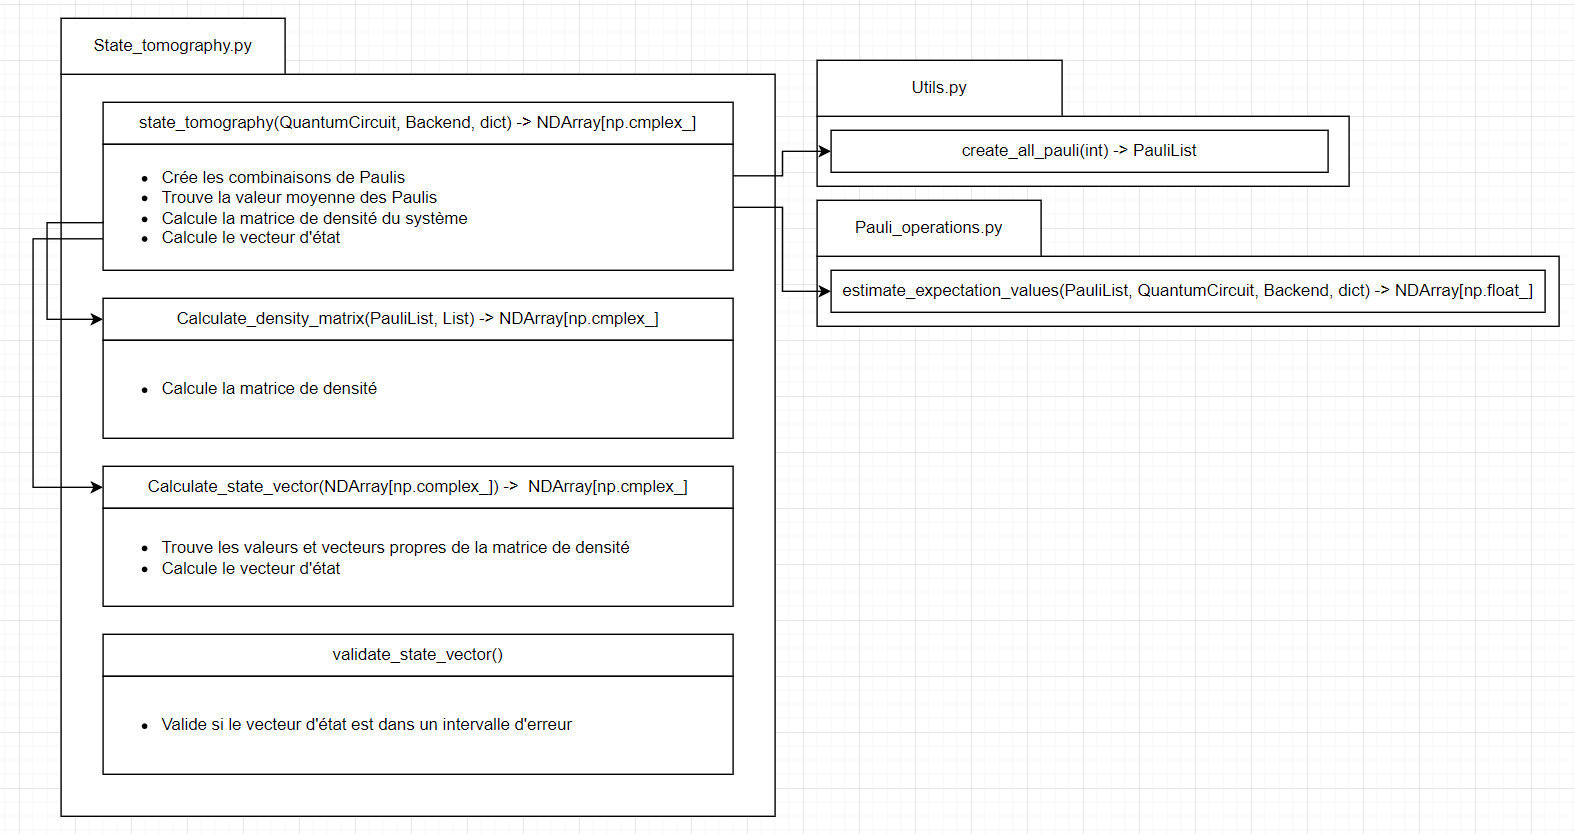 State_tomography.py
state_tomography(QuantumCircuit, Backend, dict) -> NDArray[np.cmplex_]
• Crée les combinaisons de Paulis
• Trouve la valeur moyenne des Paulis
• Calcule la matrice de densité du système
• Calcule le vecteur d'état
Calculate_density_matrix(PauliList, List) -> NDArray[np.cmplex_]
• Calcule la matrice de densité
Calculate_state_vector(NDArray[np.complex_]) -> NDArray[np.cmplex_]
• Trouve les valeurs et vecteurs propres de la matrice de densité
• Calcule le vecteur d'état
validate_state_vector()
• Valide si le vecteur d'état est dans un intervalle d'erreur
Utils.py
create_all_pauli(int) -> PauliList
Pauli_operations.py
estimate_expectation_values(PauliList, QuantumCircuit, Backend, dict) -> NDArray[np.float_]